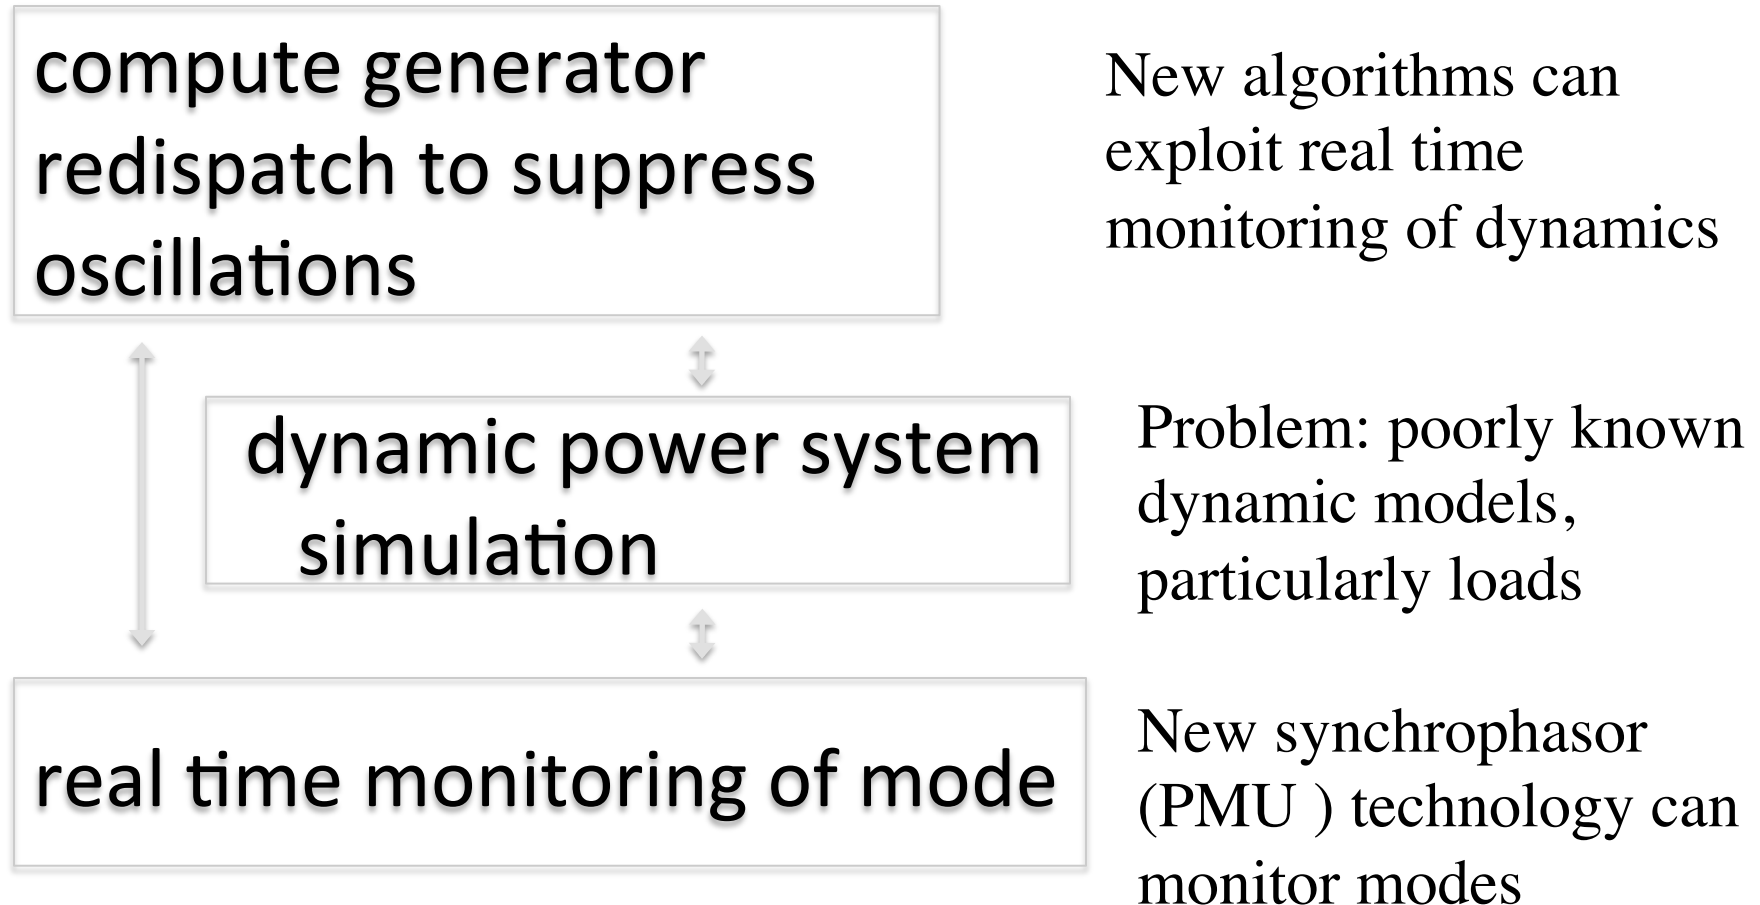 compute generator
redispatch to suppress
oscillations
New algorithms can
exploit real time
monitoring of dynamics
dynamic power system
simulation
Problem: poorly known
dynamic models,
particularly loads
real time monitoring of mode
New synchrophasor
(PMU ) technology can
monitor modes